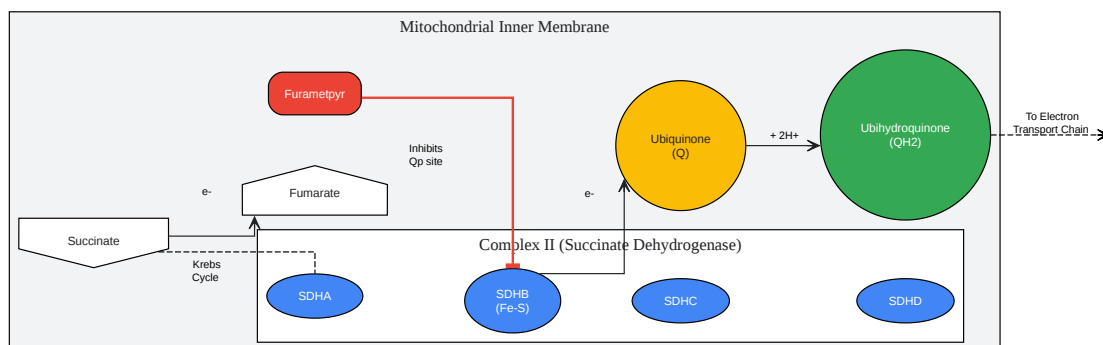 Mitochondrial Inner Membrane
Furametpyr
Inhibits
Qp site
Ubiquinone
(Q)
+ 2H+
Ubihydroquinone
(QH2)
To Electron
Transport Chain
e-
Fumarate
e-
Succinate
Krebs
Cycle
Complex II (Succinate Dehydrogenase)
SDHA
SDHB
(Fe-S)
SDHC
SDHD